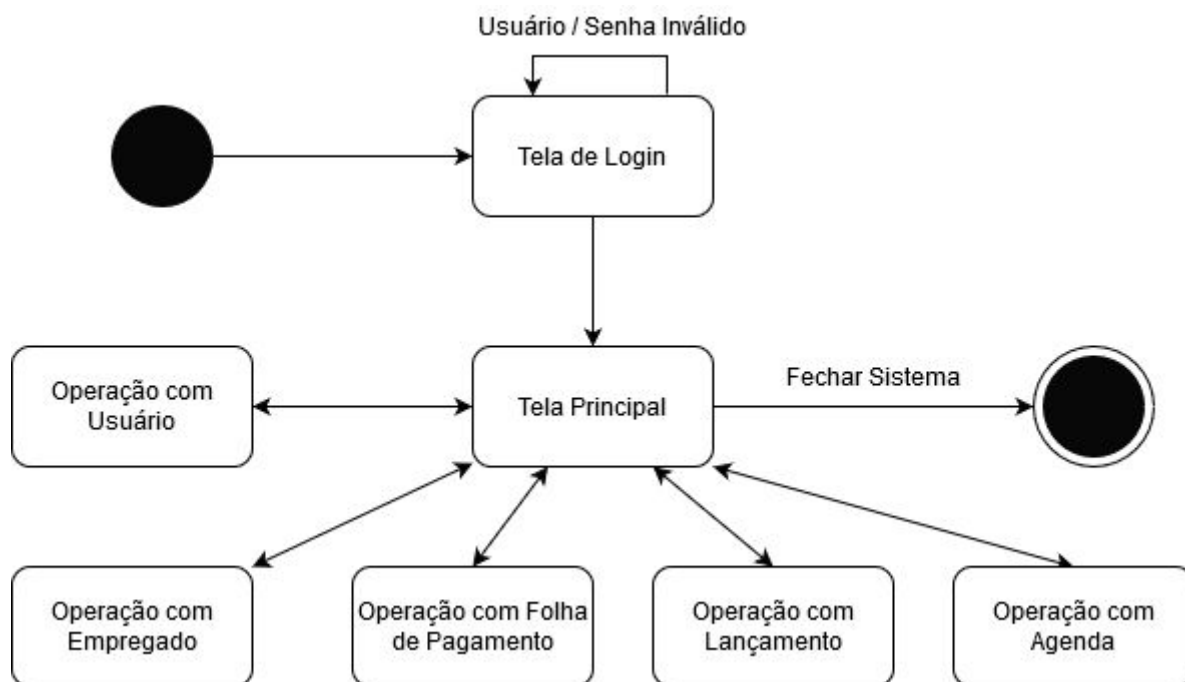 Usuário / Senha Inválido
Tela de Login
Operação com
Usuário
Tela Principal
Fechar Sistema
Operação com
Empregado
Operação com Folha
de Pagamento
Operação com
Lançamento
Operação com
Agenda